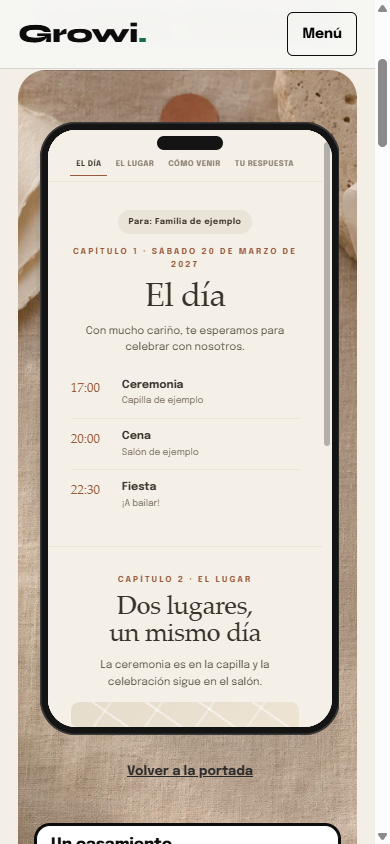 Growi.
Menú
EL DÍA EL LUGAR CÓMO VENIR TU RESPUESTA
Para: Familia de ejemplo
CAPÍTULO 1 · SÁBADO 20 DE MARZO DE
2027
El día
Con mucho cariño, te esperamos para
celebrar con nosotros.
17:00 Ceremonia
Capilla de ejemplo
20:00 Cena
Salón de ejemplo
22:30 Fiesta
¡A bailar!
CAPÍTULO 2 · EL LUGAR
Dos lugares,
un mismo día
La ceremonia es en la capilla y la
celebración sigue en el salón.
Volver a la portada
Un casamiento